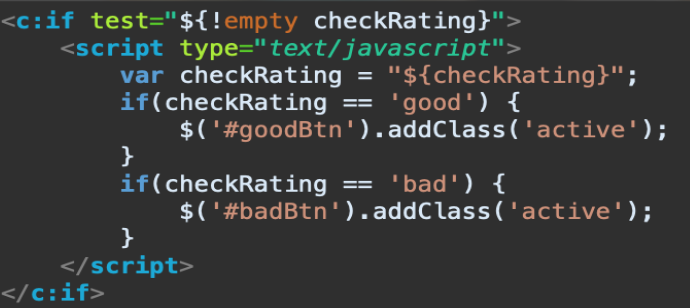 <c:if test="${!empty checkRating}">
    <script type="text/javascript">
        var checkRating = "${checkRating}";
        if(checkRating == 'good') {
            $('#goodBtn').addClass('active');
        }
        if(checkRating == 'bad') {
            $('#badBtn').addClass('active');
        }
    </script>
</c:if>